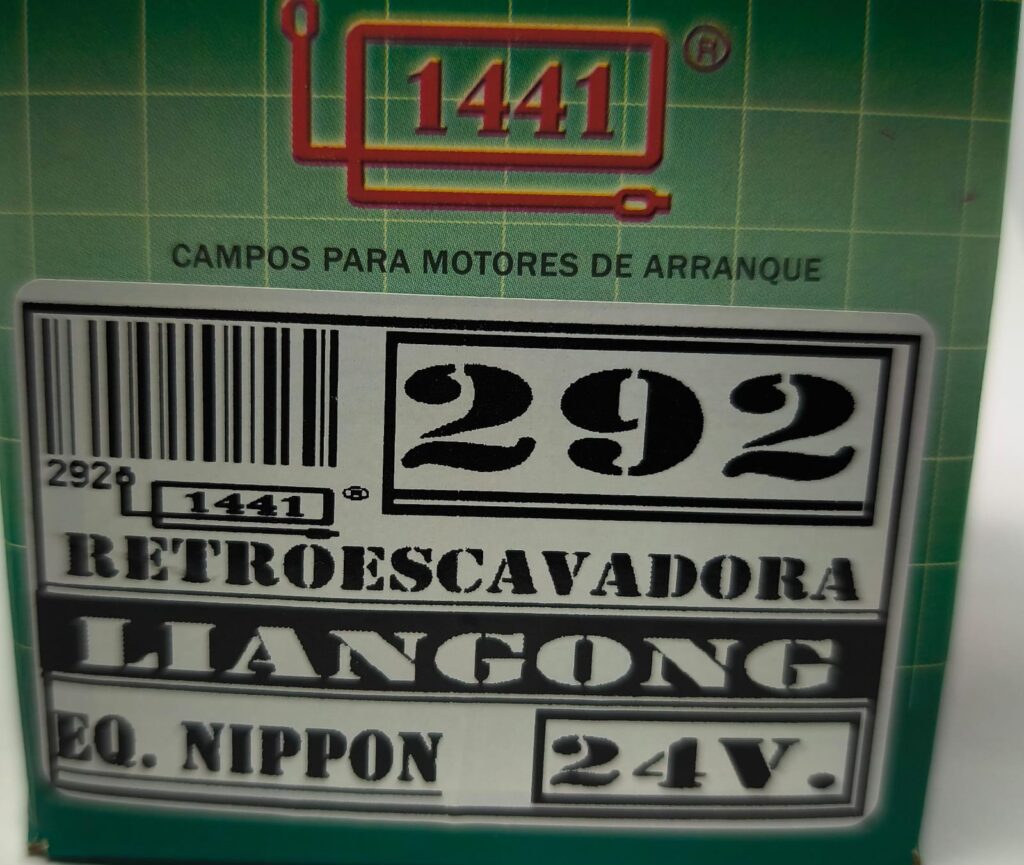 1441 ®
CAMPOS PARA MOTORES DE ARRANQUE
292
292
1441 ®
RETROESCAVADORA
LIANGONG
EQ. NIPPON
24V.